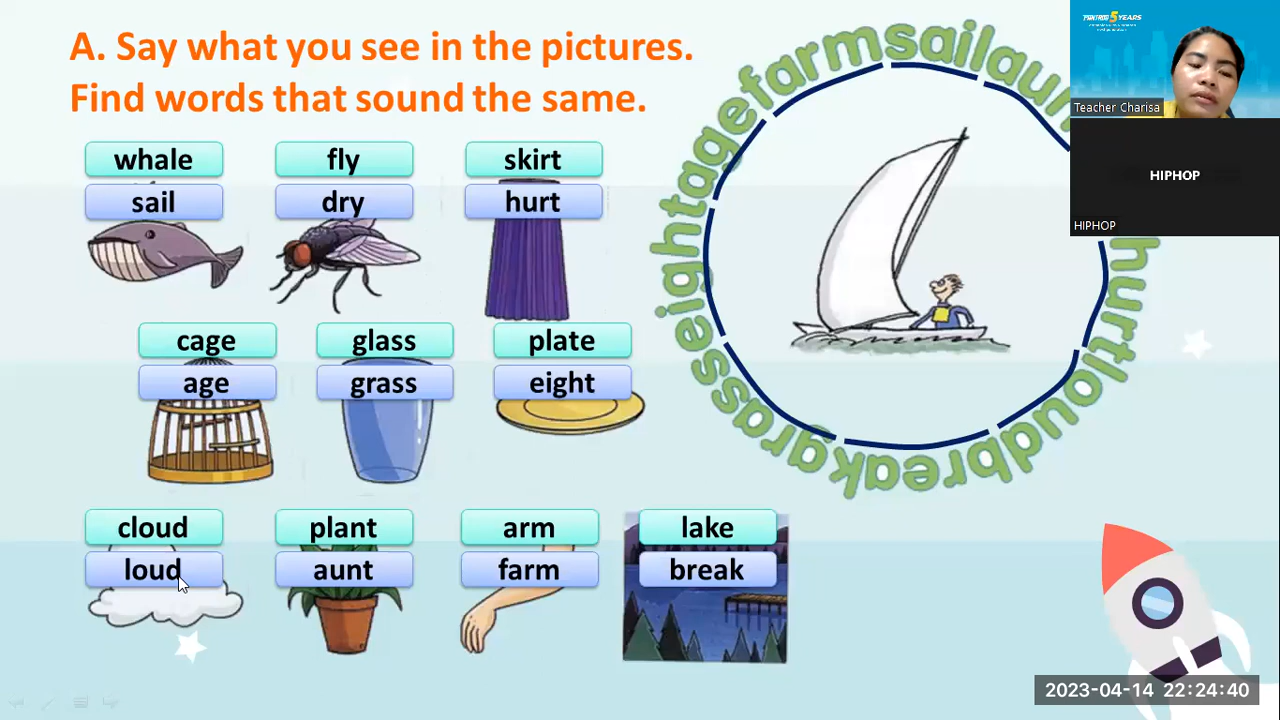 A. Say what you see in the pictures.
Find words that sound the same.
whale
sail
fly
dry
skirt
hurt
cage
age
glass
grass
plate
eight
cloud
loud
plant
aunt
arm
farm
lake
break
eightagefarmsailaun
hurtloudbreakgrass
5 YEARS
Teacher Charisa
HIPHOP
HIPHOP
2023-04-14 22:24:40